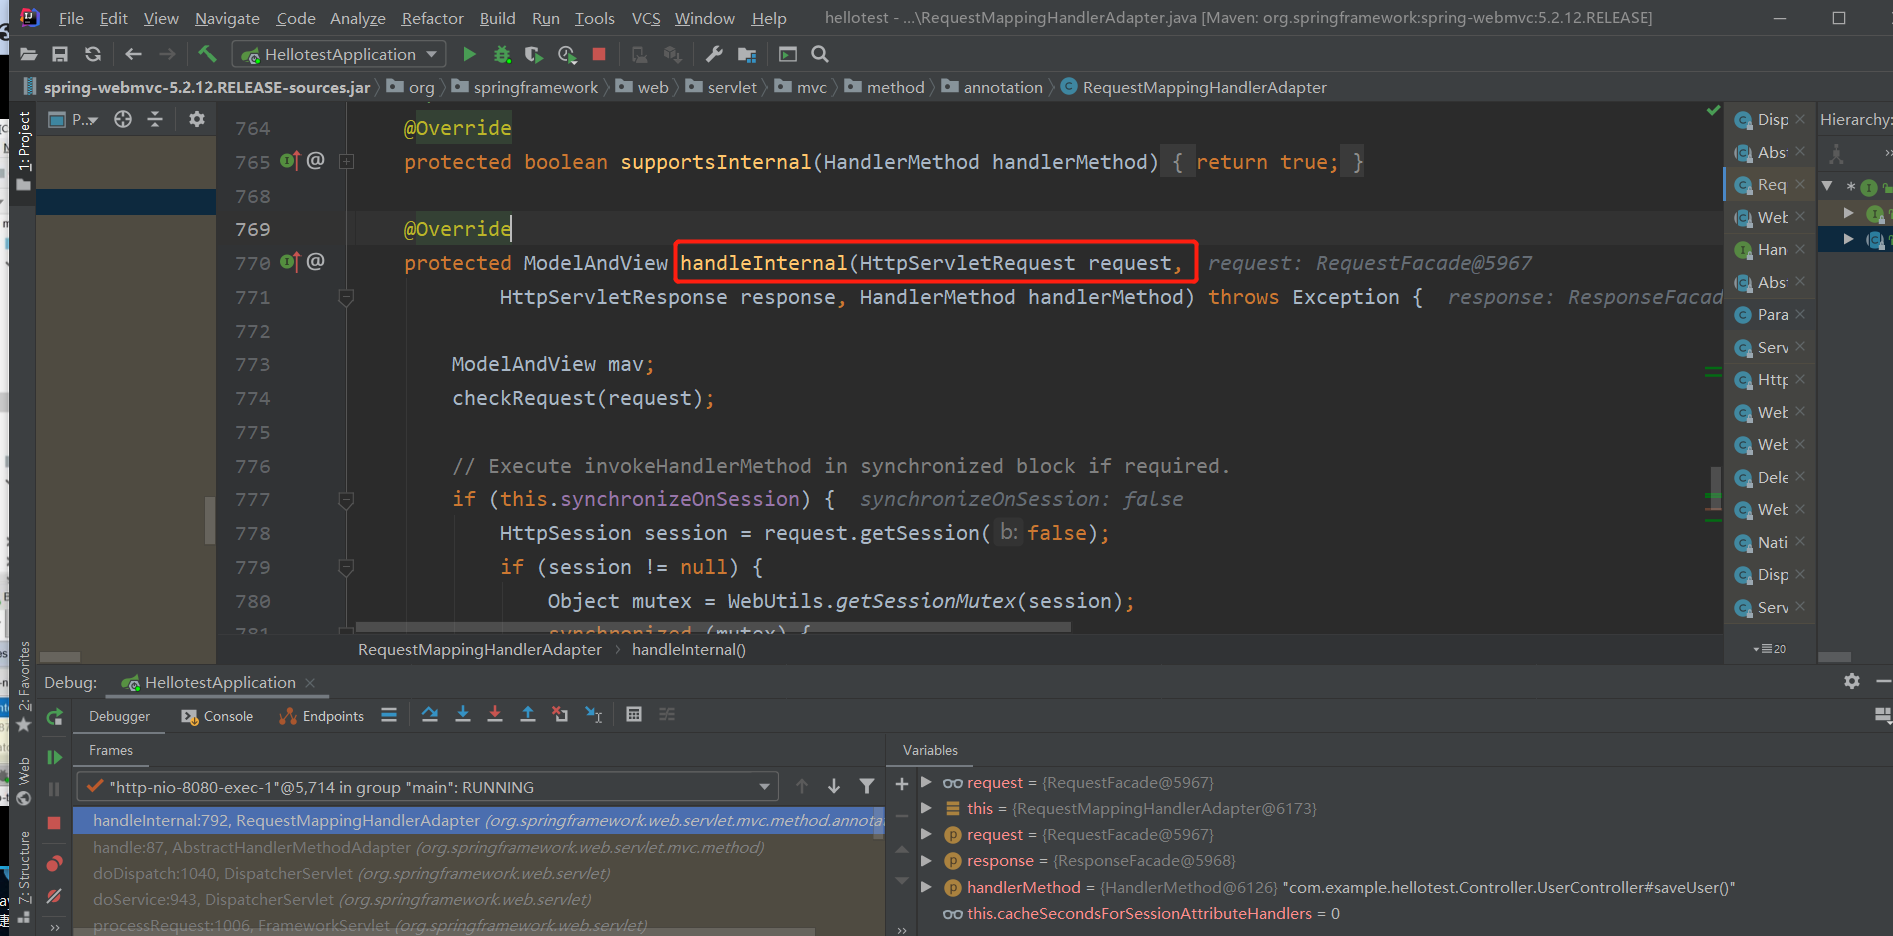 File Edit View Navigate Code Analyze Refactor Build Run Tools VCS Window Help hellotest - ...\RequestMappingHandlerAdapter.java [Maven: org.springframework:spring-webmvc:5.2.12.RELEASE]
HellotestApplication
spring-webmvc-5.2.12.RELEASE-sources.jar org springframework web servlet mvc method annotation RequestMappingHandlerAdapter
1: Project
P...
764 @Override
765 @ protected boolean supportsInternal(HandlerMethod handlerMethod) { return true; }
768
769 @Override
770 @ protected ModelAndView handleInternal(HttpServletRequest request, request: RequestFacade@5967
771 HttpServletResponse response, HandlerMethod handlerMethod) throws Exception { response: ResponseFacad
772
773 ModelAndView mav;
774 checkRequest(request);
775
776 // Execute invokeHandlerMethod in synchronized block if required.
777 if (this.synchronizeOnSession) { synchronizeOnSession: false
778 HttpSession session = request.getSession( b: false);
779 if (session != null) {
780 Object mutex = WebUtils.getSessionMutex(session);
781 synchronized (mutex) {
RequestMappingHandlerAdapter › handleInternal()
Disp
Abs
Req
Web
Han
Abs
Para
Serv
Http
Web
Web
Dele
Web
Nati
Disp
Serv
20
Hierarchy:
2: Favorites
Web
Z: Structure
Debug: HellotestApplication
Debugger Console Endpoints
Frames
"http-nio-8080-exec-1"@5,714 in group "main": RUNNING
handleInternal:792, RequestMappingHandlerAdapter (org.springframework.web.servlet.mvc.method.annota
handle:87, AbstractHandlerMethodAdapter (org.springframework.web.servlet.mvc.method)
doDispatch:1040, DispatcherServlet (org.springframework.web.servlet)
doService:943, DispatcherServlet (org.springframework.web.servlet)
processRequest:1006, FrameworkServlet (org.springframework.web.servlet)
Variables
request = {RequestFacade@5967}
this = {RequestMappingHandlerAdapter@6173}
request = {RequestFacade@5967}
response = {ResponseFacade@5968}
handlerMethod = {HandlerMethod@6126} "com.example.hellotest.Controller.UserController#saveUser()"
this.cacheSecondsForSessionAttributeHandlers = 0